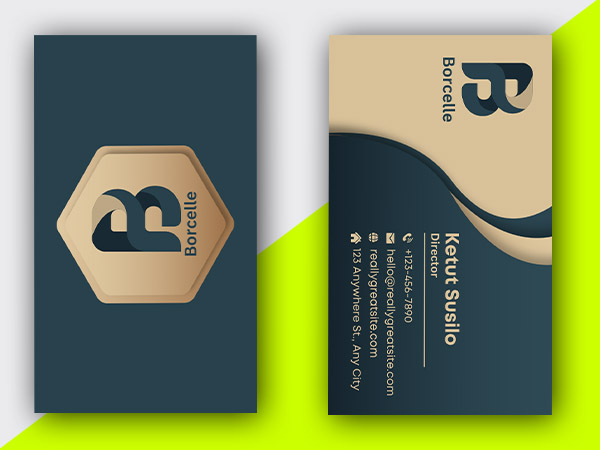 Borcelle
Borcelle
Ketut Susilo
Director
+123-456-7890
hello@reallygreatsite.com
reallygreatsite.com
123 Anywhere St., Any City